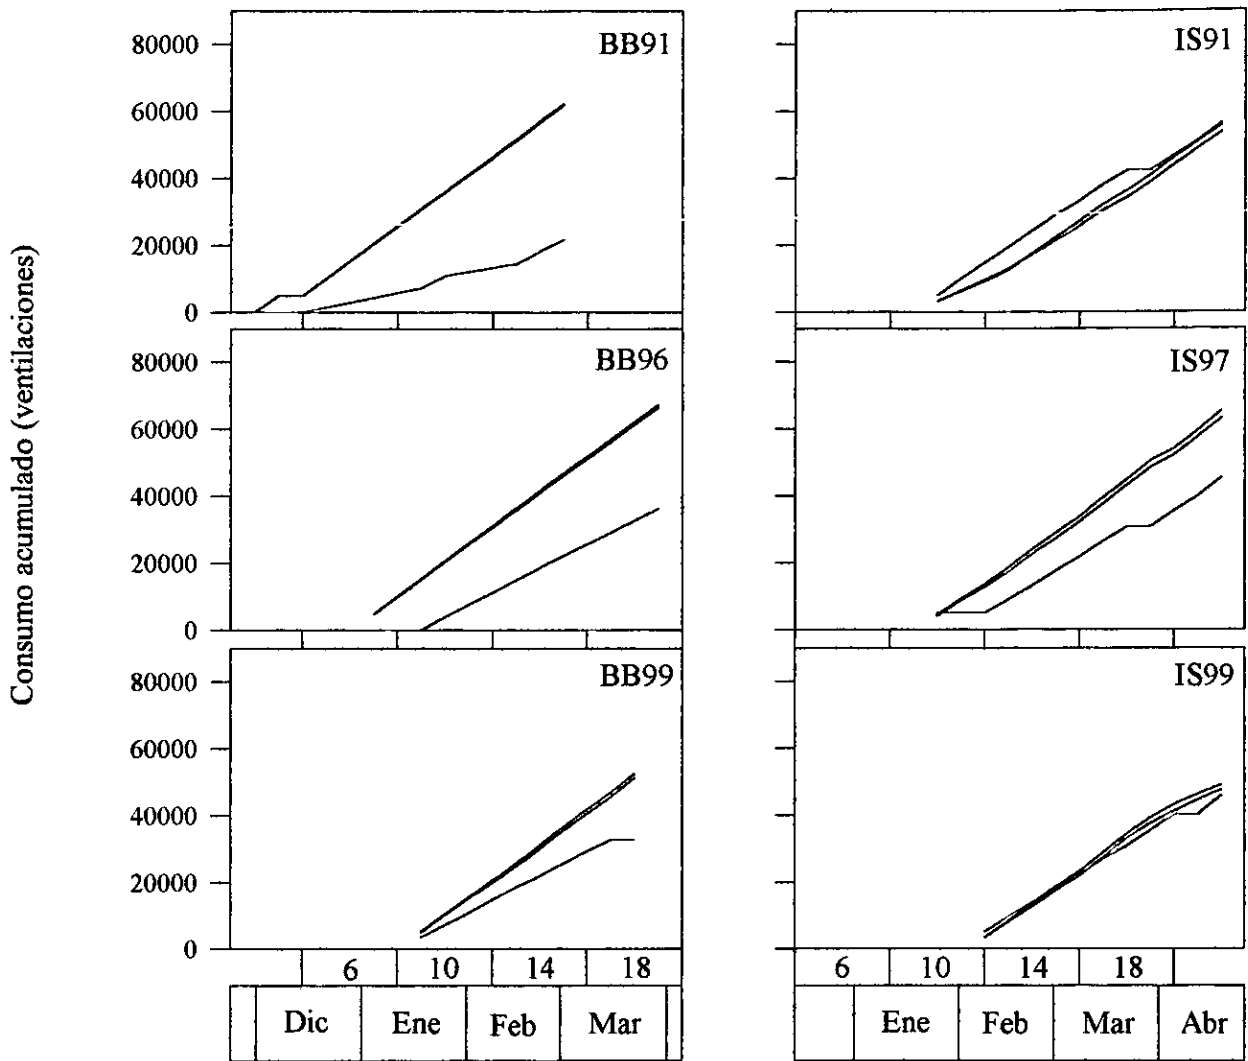 Consumo acumulado (ventilaciones)
BB91
80000
60000
40000
20000
0
IS91
BB96
80000
60000
40000
20000
0
IS97
BB99
80000
60000
40000
20000
0
IS99
6 10 14 18
Dic Ene Feb Mar
6 10 14 18
Ene Feb Mar Abr